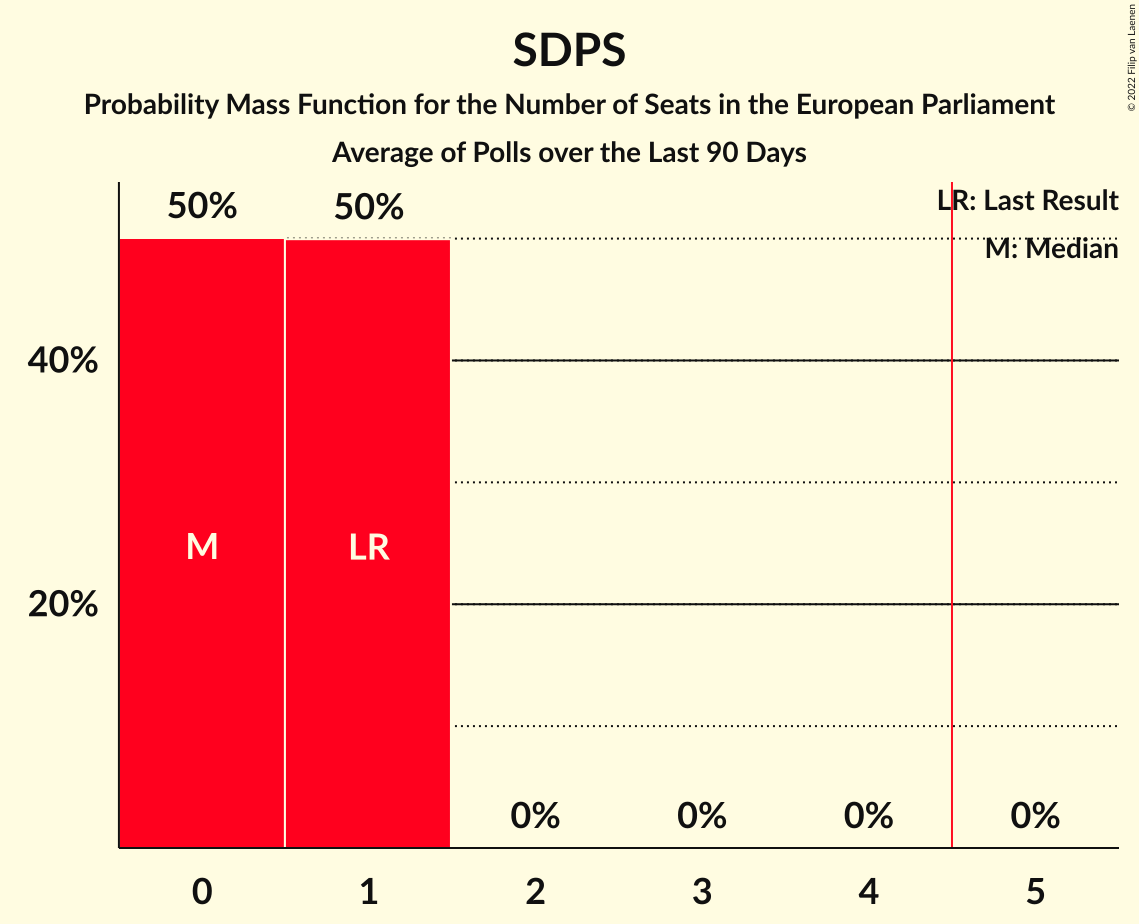 SDPS
Probability Mass Function for the Number of Seats in the European Parliament
Average of Polls over the Last 90 Days
© 2022 Filip van Laenen
50%
50%
LR: Last Result
M: Median
40%
M
LR
20%
0%
0%
0%
0%
0
1
2
3
4
5